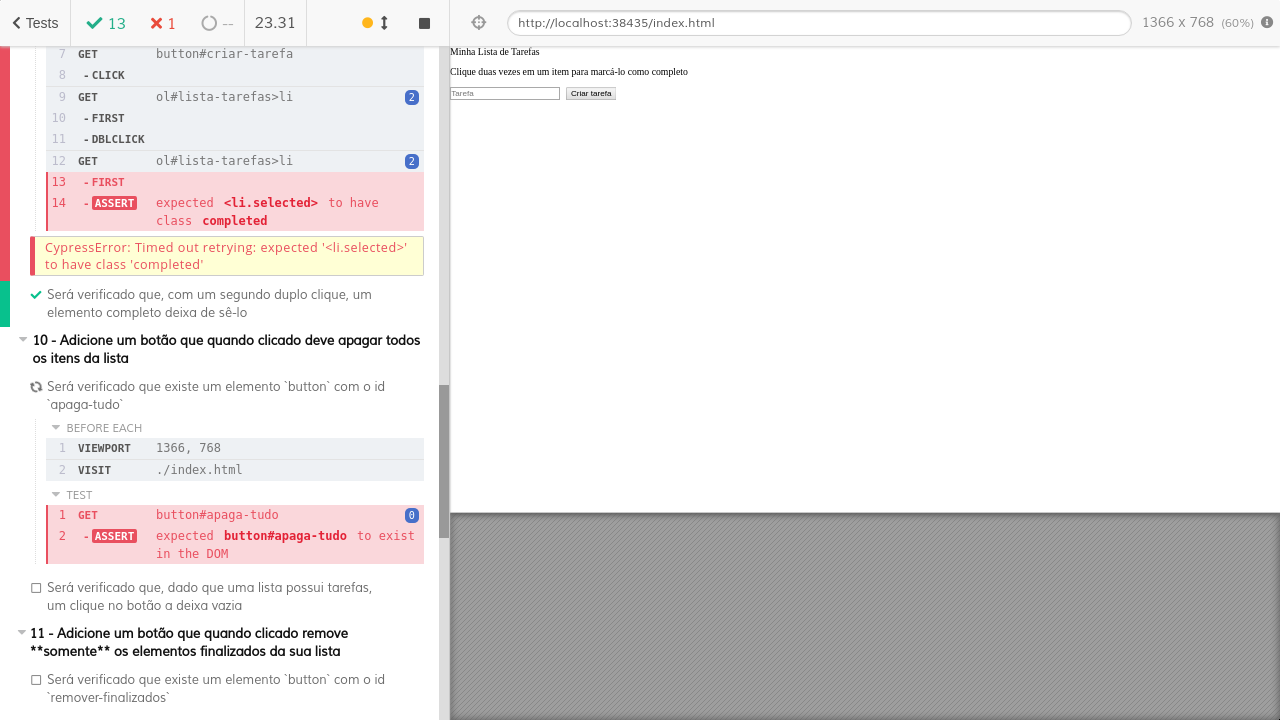 Tests 13 1 -- 23.31 http://localhost:38435/index.html 1366 x 768 (60%)
7 GET button#criar-tarefa
8 - CLICK
9 GET ol#lista-tarefas>li 2
10 - FIRST
11 - DBLCLICK
12 GET ol#lista-tarefas>li 2
13 - FIRST
14 - ASSERT expected <li.selected> to have
class completed
CypressError: Timed out retrying: expected '<li.selected>'
to have class 'completed'
Será verificado que, com um segundo duplo clique, um
elemento completo deixa de sê-lo
10 - Adicione um botão que quando clicado deve apagar todos
os itens da lista
Será verificado que existe um elemento `button` com o id
`apaga-tudo`
BEFORE EACH
1 VIEWPORT 1366, 768
2 VISIT ./index.html
TEST
1 GET button#apaga-tudo 0
2 - ASSERT expected button#apaga-tudo to exist
in the DOM
Será verificado que, dado que uma lista possui tarefas,
um clique no botão a deixa vazia
11 - Adicione um botão que quando clicado remove
**somente** os elementos finalizados da sua lista
Será verificado que existe um elemento `button` com o id
`remover-finalizados`
Minha Lista de Tarefas
Clique duas vezes em um item para marcá-lo como completo
Tarefa Criar tarefa